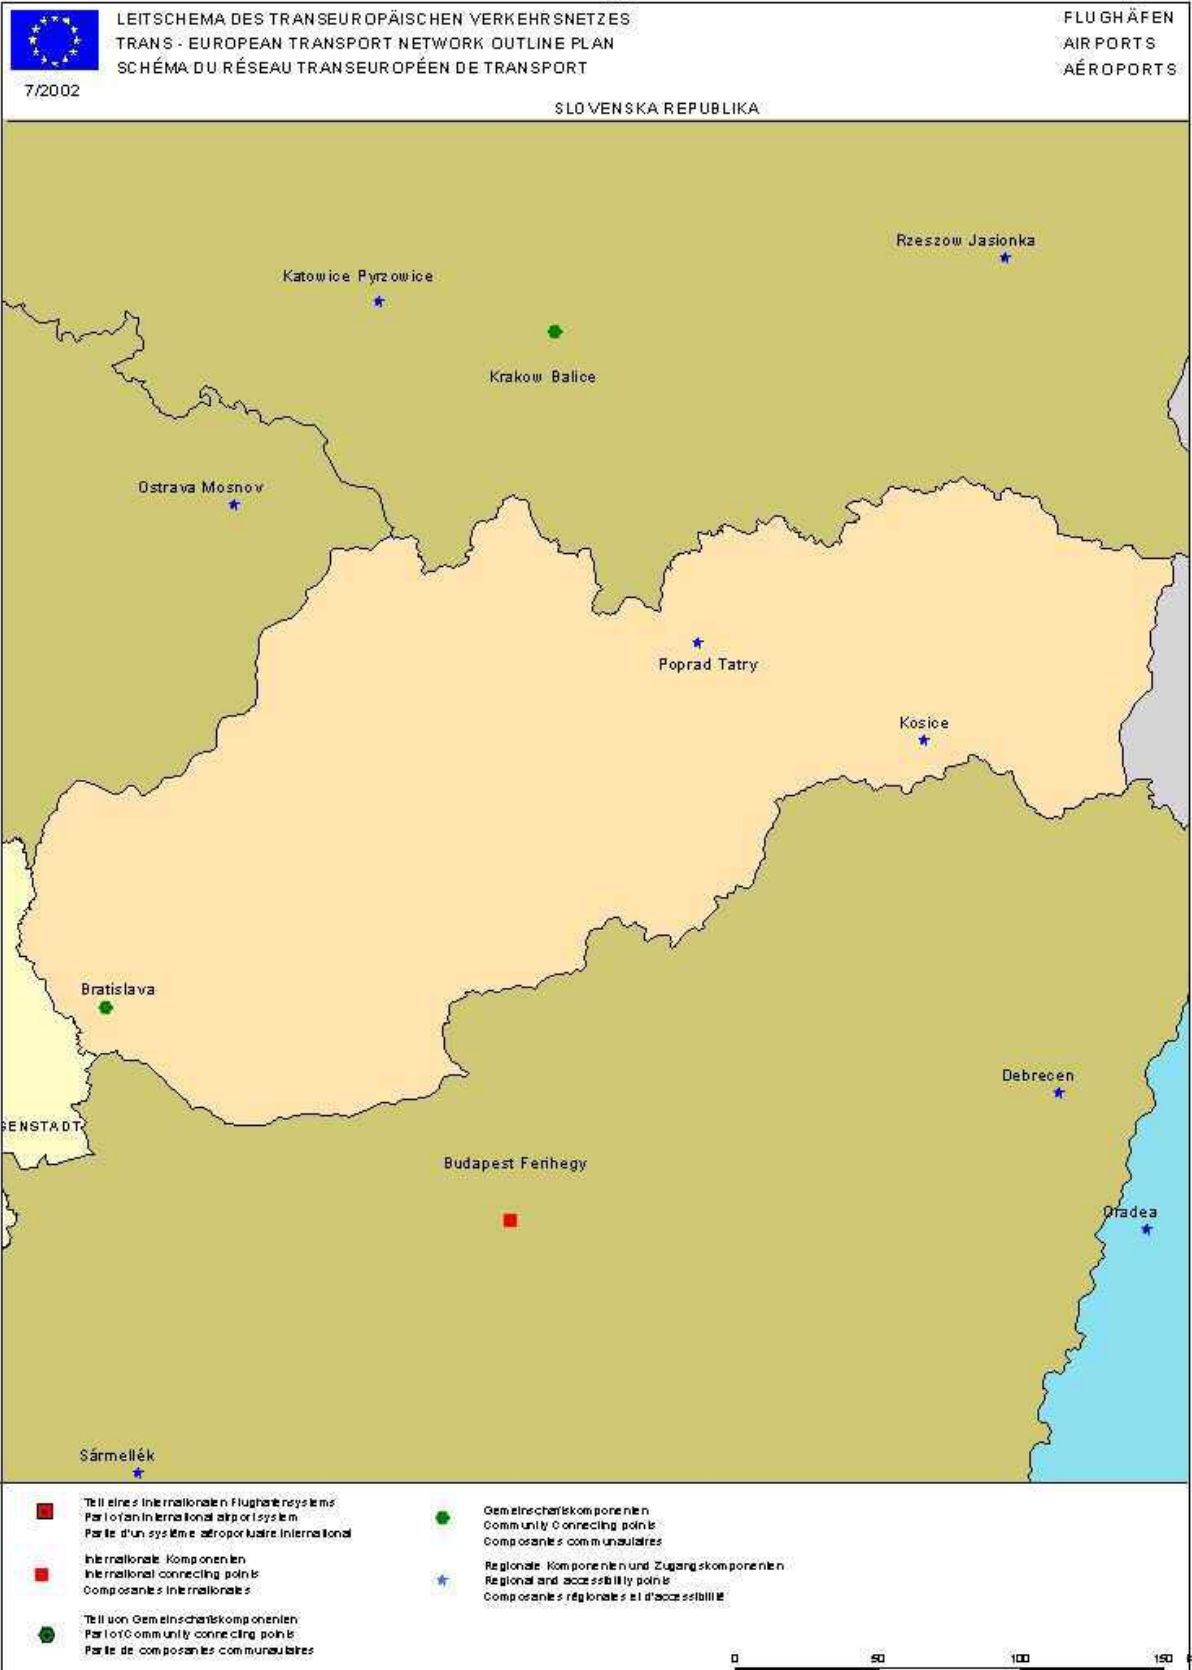 LEITSCHEMA DES TRANSEUROPÄISCHEN VERKEHRSNETZES
TRANS - EUROPEAN TRANSPORT NETWORK OUTLINE PLAN
SCHÉMA DU RÉSEAU TRANSEUROPÉEN DE TRANSPORT
FLUGHÄFEN
AIRPORTS
AÉROPORTS
7/2002
SLOVENSKA REPUBLIKA
Rzeszow Jasionka
Katowice Pyrzowice
Krakow Balice
Ostrava Mosnov
Poprad Tatry
Kosice
Bratislava
Debrecen
SENSTADT
Budapest Ferihegy
Oradea
Sármellék
Teil eines internationalen Flughafensystems
Part of an international airport system
Partie d'un système aéroportuaire international
Internationale Komponenten
International connecting points
Composantes internationales
Teil von Gemeinschaftskomponenten
Part of Community connecting points
Partie de composantes communautaires
Gemeinschaftskomponenten
Community Connecting points
Composantes communautaires
Regionale Komponenten und Zugangskomponenten
Regional and accessibility points
Composantes régionales et d'accessibilité
0 50 100 150